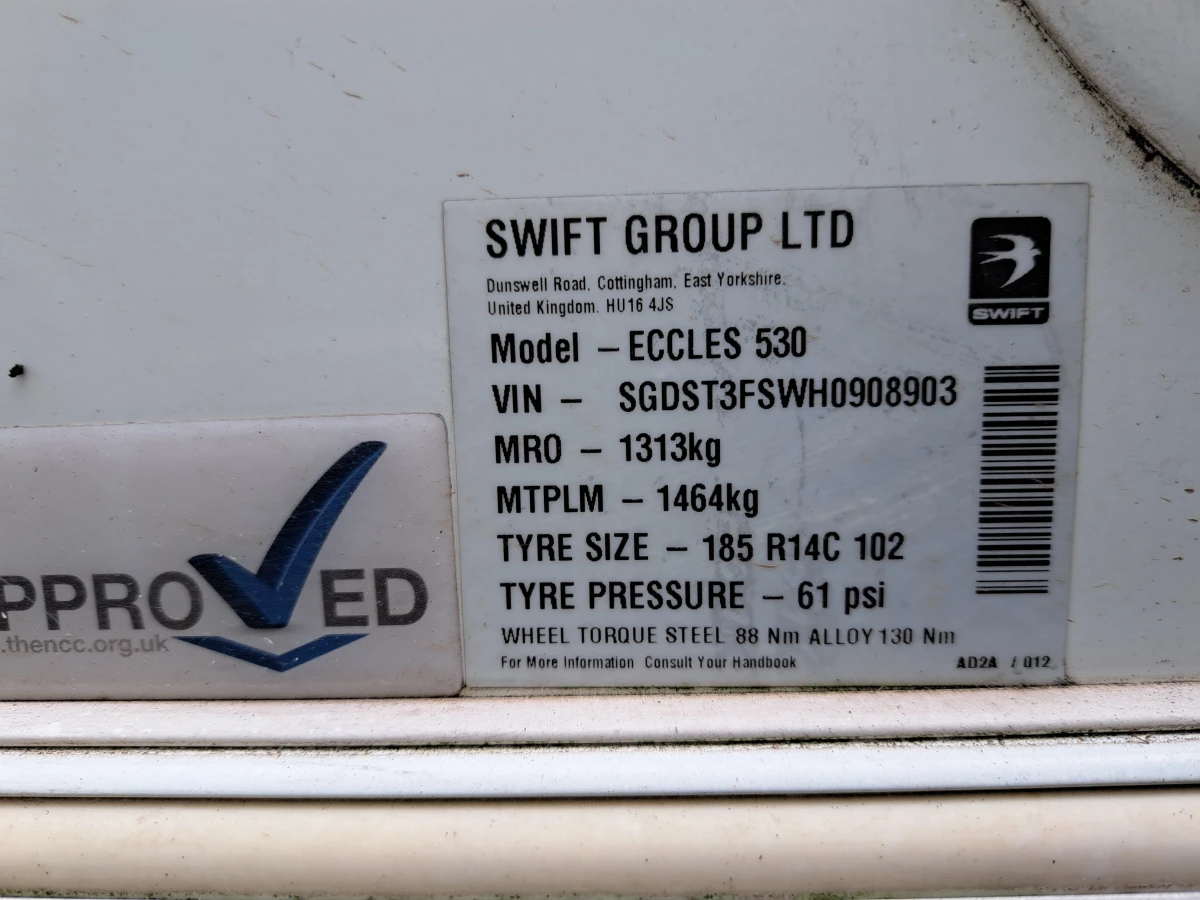 SWIFT GROUP LTD
Dunswell Road, Cottingham, East Yorkshire.
United Kingdom. HU16 4JS
SWIFT
Model – ECCLES 530
VIN – SGDST3FSWH0908903
MRO – 1313kg
MTPLM – 1464kg
TYRE SIZE – 185 R14C 102
TYRE PRESSURE – 61 psi
WHEEL TORQUE STEEL 88 Nm ALLOY 130 Nm
For More Information Consult Your Handbook
AD2A / Q12
PPROVED
.thencc.org.uk